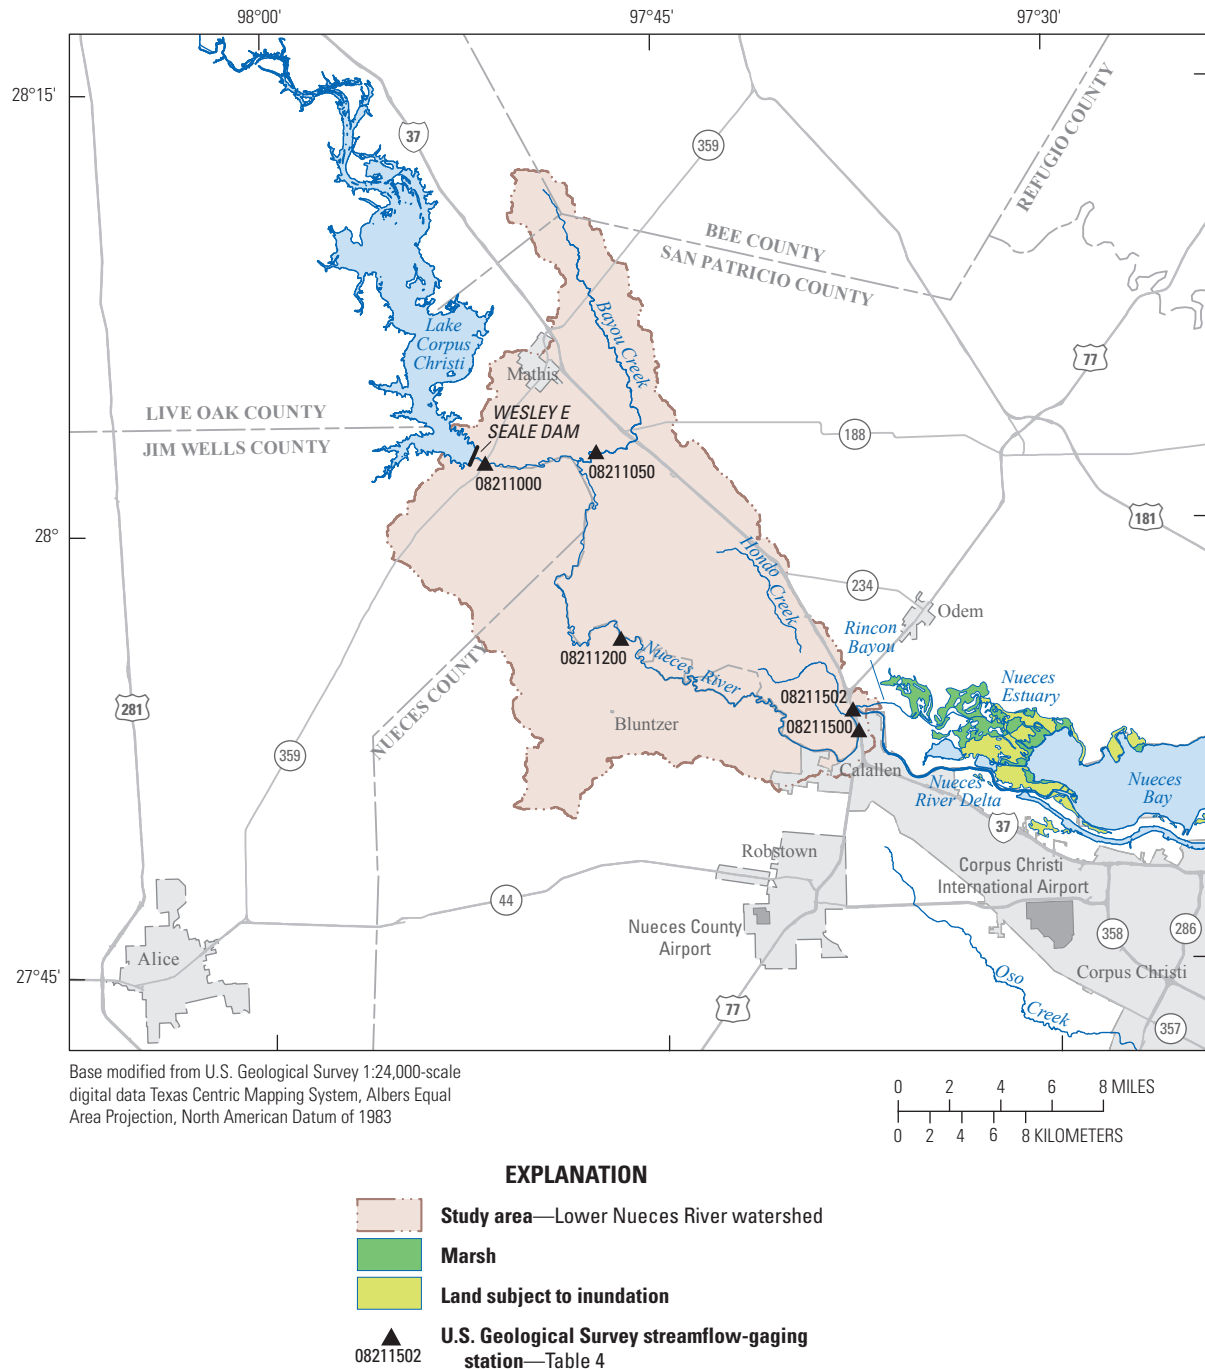 98°00'
97°45'
97°30'
28°15'
28°
27°45'
37
359
REFUGIO COUNTY
BEE COUNTY
SAN PATRICIO COUNTY
Bayou Creek
Lake
Corpus
Christi
77
Mathis
LIVE OAK COUNTY
JIM WELLS COUNTY
WESLEY E
SEALE DAM
188
08211000
08211050
181
Hondo
Creek
234
Odem
Rincon
Bayou
08211200
Nueces River
NUECES COUNTY
Nueces
Estuary
08211502
08211500
281
Bluntzer
359
Calallen
Nueces
River Delta
Nueces
Bay
37
Robstown
Corpus Christi
International Airport
44
Nueces County
Airport
358
286
Alice
Oso
Creek
Corpus Christi
77
357
Base modified from U.S. Geological Survey 1:24,000-scale
digital data Texas Centric Mapping System, Albers Equal
Area Projection, North American Datum of 1983
0 2 4 6 8 MILES
0 2 4 6 8 KILOMETERS
EXPLANATION
Study area—Lower Nueces River watershed
Marsh
Land subject to inundation
U.S. Geological Survey streamflow-gaging
station—Table 4
08211502